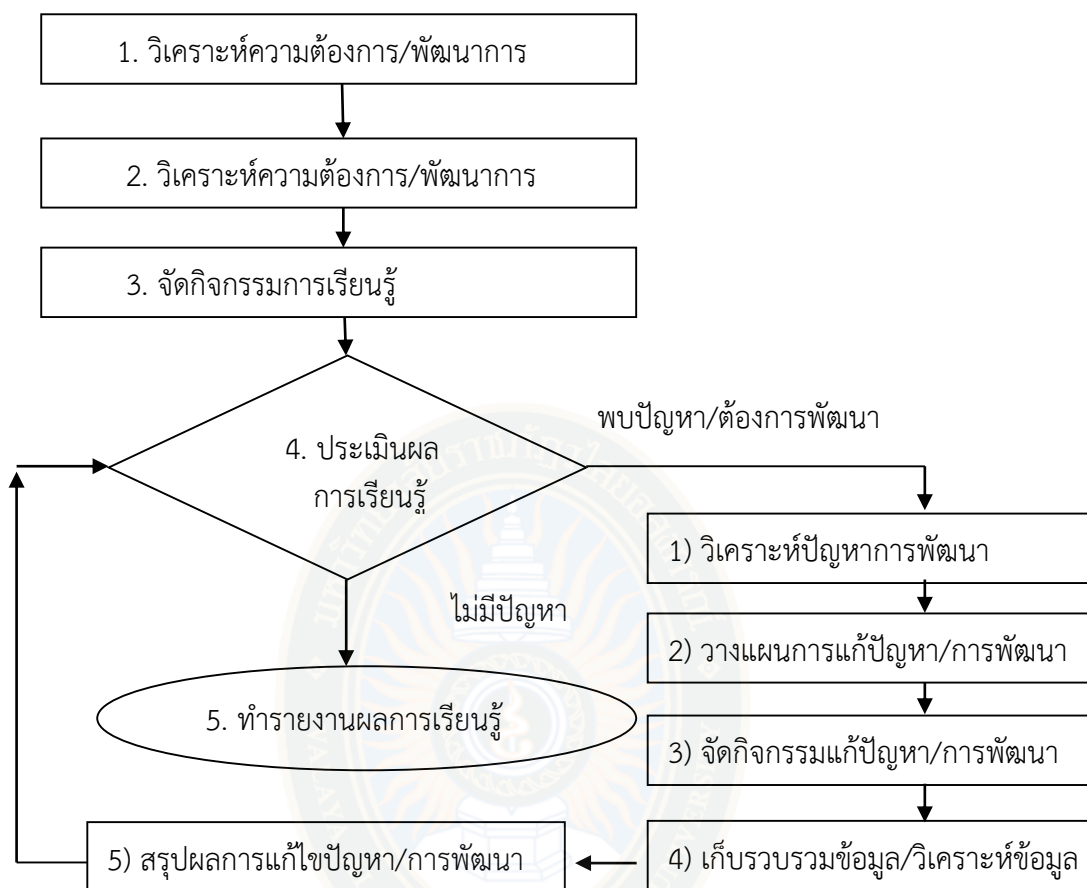 1. วิเคราะห์ความต้องการ/พัฒนาการ
2. วิเคราะห์ความต้องการ/พัฒนาการ
3. จัดกิจกรรมการเรียนรู้
4. ประเมินผล
การเรียนรู้
พบปัญหา/ต้องการพัฒนา
ไม่มีปัญหา
5. ทำรายงานผลการเรียนรู้
1) วิเคราะห์ปัญหาการพัฒนา
2) วางแผนการแก้ปัญหา/การพัฒนา
3) จัดกิจกรรมแก้ปัญหา/การพัฒนา
4) เก็บรวบรวมข้อมูล/วิเคราะห์ข้อมูล
5) สรุปผลการแก้ไขปัญหา/การพัฒนา